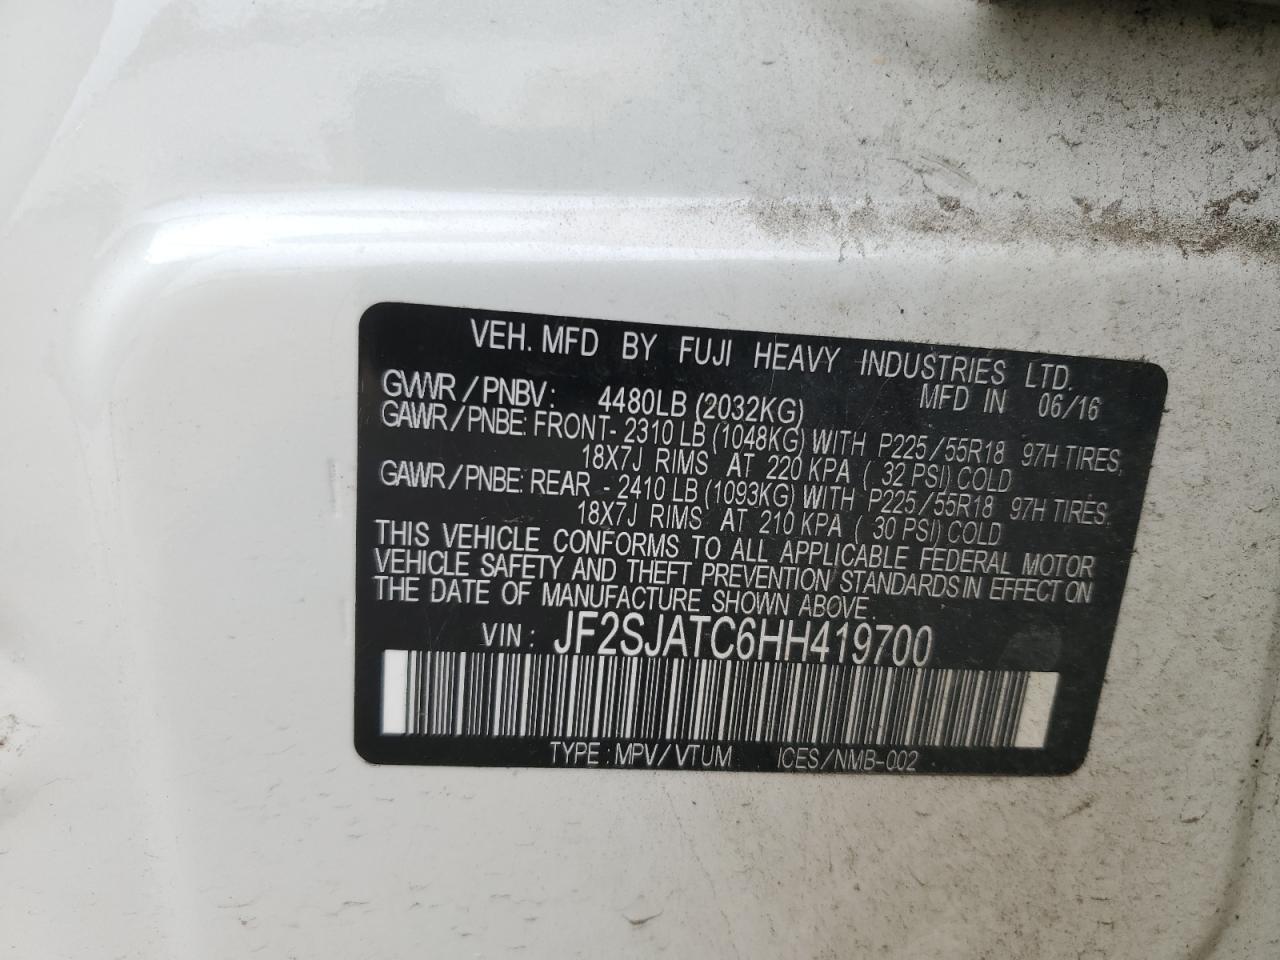 VEH. MFD BY FUJI HEAVY INDUSTRIES LTD.
GVWR/PNBV: 4480LB (2032KG) MFD IN 06/16
GAWR/PNBE: FRONT- 2310 LB (1048KG) WITH P225/55R18 97H TIRES,
18X7J RIMS AT 220 KPA ( 32 PSI) COLD
GAWR/PNBE: REAR - 2410 LB (1093KG) WITH P225/55R18 97H TIRES,
18X7J RIMS AT 210 KPA ( 30 PSI) COLD
THIS VEHICLE CONFORMS TO ALL APPLICABLE FEDERAL MOTOR
VEHICLE SAFETY AND THEFT PREVENTION STANDARDS IN EFFECT ON
THE DATE OF MANUFACTURE SHOWN ABOVE.
VIN: JF2SJATC6HH419700
TYPE: MPV/VTUM ICES/NMB-002